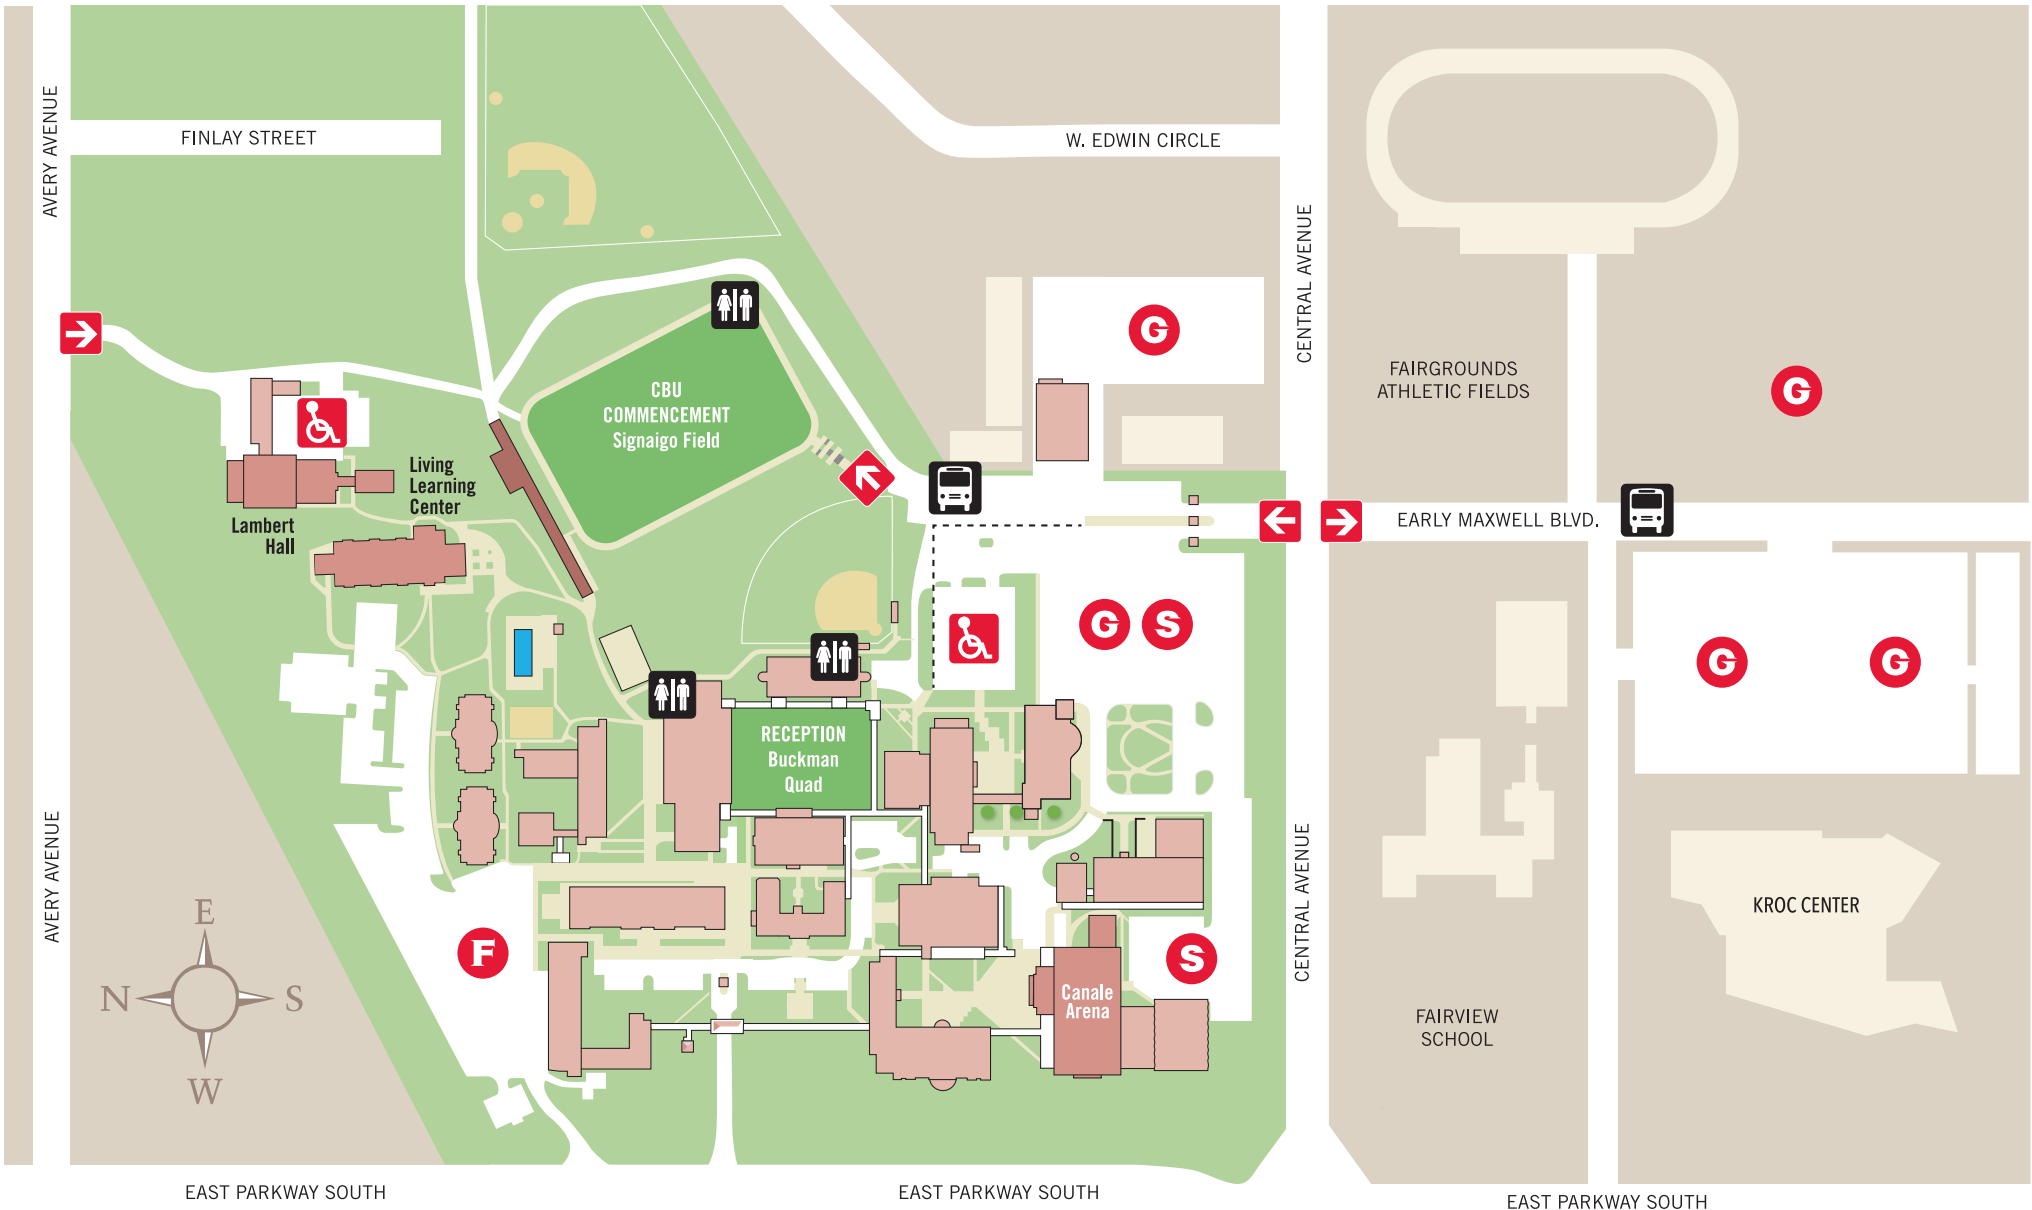 AVERY AVENUE
FINLAY STREET
W. EDWIN CIRCLE
CENTRAL AVENUE
G
FAIRGROUNDS
ATHLETIC FIELDS
G
CBU
COMMENCEMENT
Signaigo Field
Living
Learning
Center
Lambert
Hall
EARLY MAXWELL BLVD.
G
S
G
G
RECEPTION
Buckman
Quad
AVERY AVENUE
CENTRAL AVENUE
KROC CENTER
E
N
S
W
F
S
Canale
Arena
FAIRVIEW
SCHOOL
EAST PARKWAY SOUTH
EAST PARKWAY SOUTH
EAST PARKWAY SOUTH